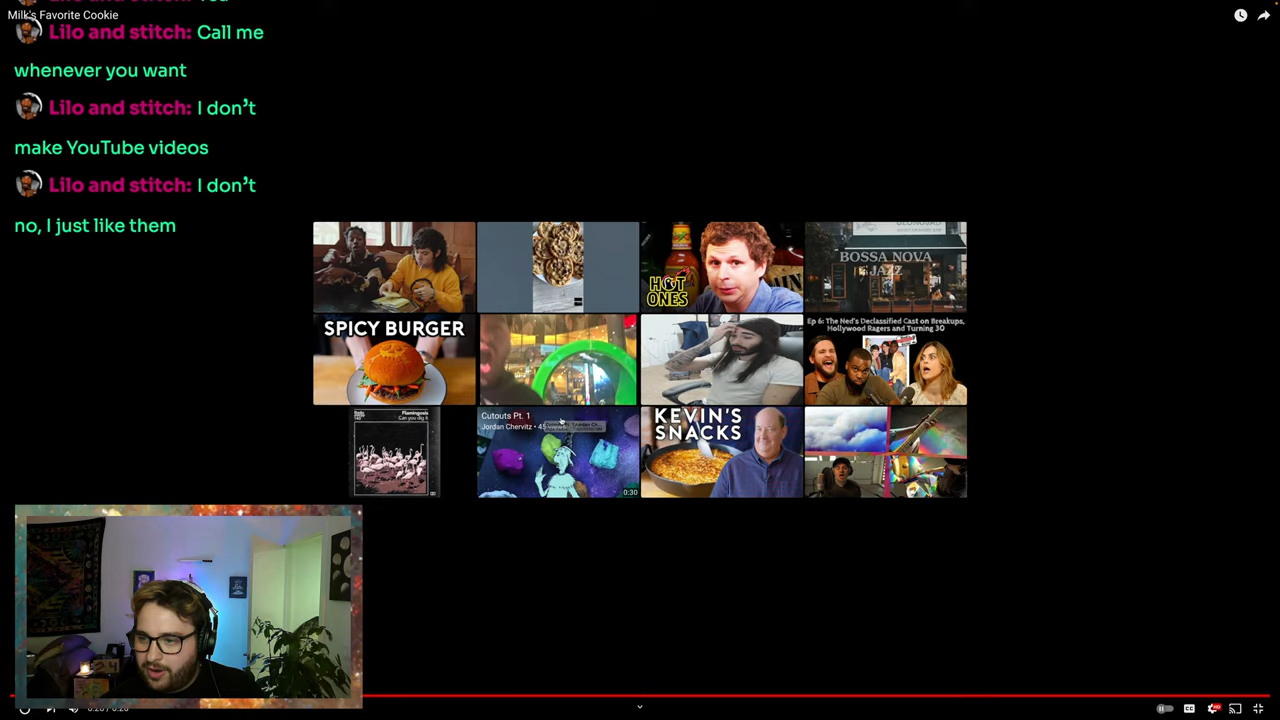 Milk's Favorite Cookie
Lilo and stitch: Call me
whenever you want
Lilo and stitch: I don't
make YouTube videos
Lilo and stitch: I don't
no, I just like them
HOT
ONES
BOSSA NOVA
JAZZ
SPICY BURGER
Ep 6: The Ned's Declassified Cast on Breakups,
Hollywood Ragers and Turning 30
Flamingosis
Cutouts Pt. 1
Jordan Chervitz • 45
0:30
KEVIN'S
SNACKS